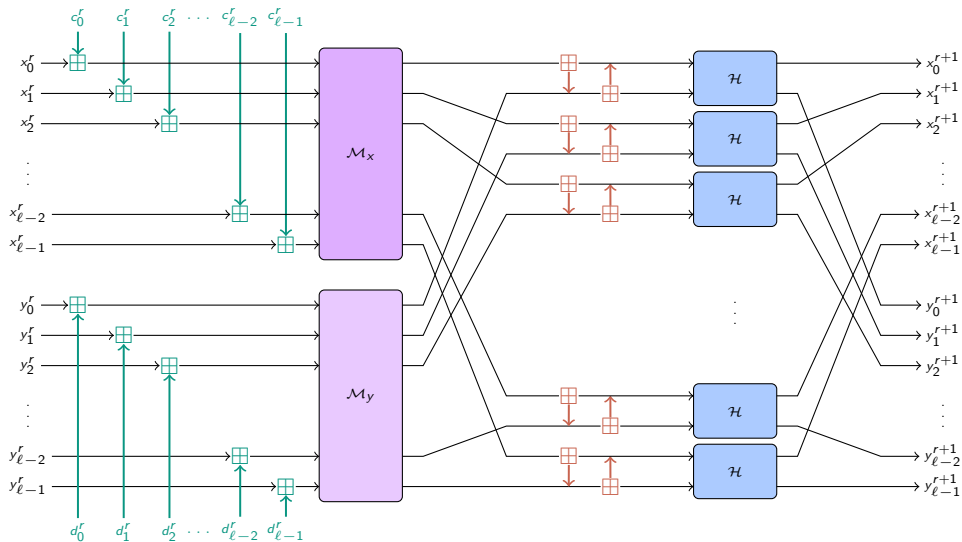 c_0^r c_1^r c_2^r · · · c_{ℓ−2}^r c_{ℓ−1}^r
x_0^r ℋ x_0^{r+1}
x_1^r x_1^{r+1}
x_2^r ℋ x_2^{r+1}
ℳ_x
ℋ
x_{ℓ−2}^r x_{ℓ−2}^{r+1}
x_{ℓ−1}^r x_{ℓ−1}^{r+1}
y_0^r y_0^{r+1}
y_1^r y_1^{r+1}
y_2^r y_2^{r+1}
ℳ_y
ℋ
y_{ℓ−2}^r y_{ℓ−2}^{r+1}
ℋ
y_{ℓ−1}^r y_{ℓ−1}^{r+1}
d_0^r d_1^r d_2^r · · · d_{ℓ−2}^r d_{ℓ−1}^r